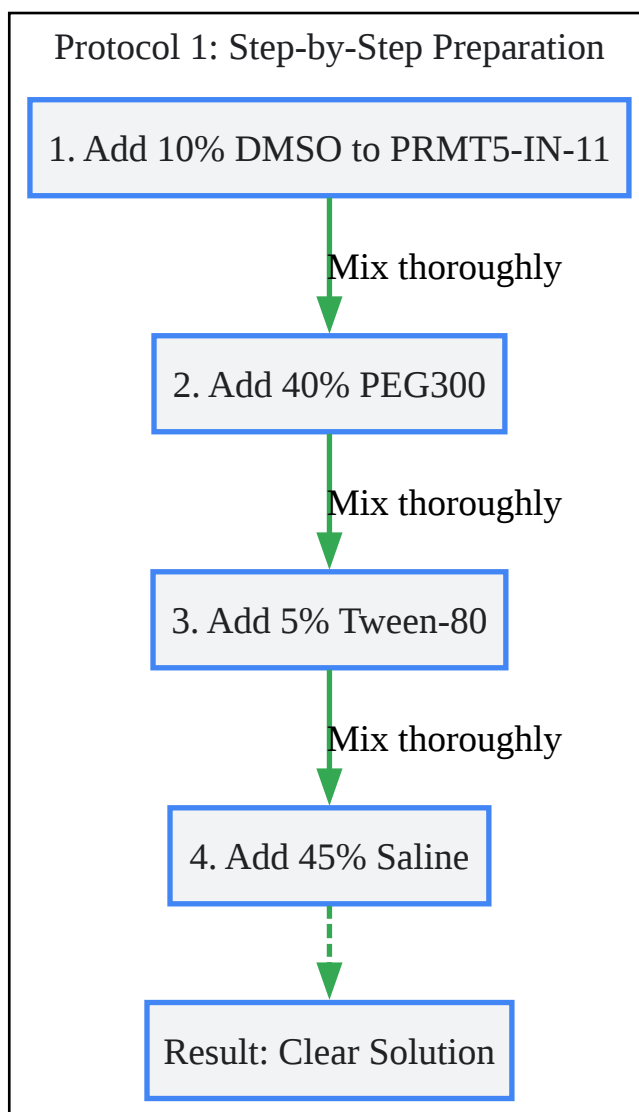 Protocol 1: Step-by-Step Preparation
1. Add 10% DMSO to PRMT5-IN-11
Mix thoroughly
2. Add 40% PEG300
Mix thoroughly
3. Add 5% Tween-80
Mix thoroughly
4. Add 45% Saline
Result: Clear Solution